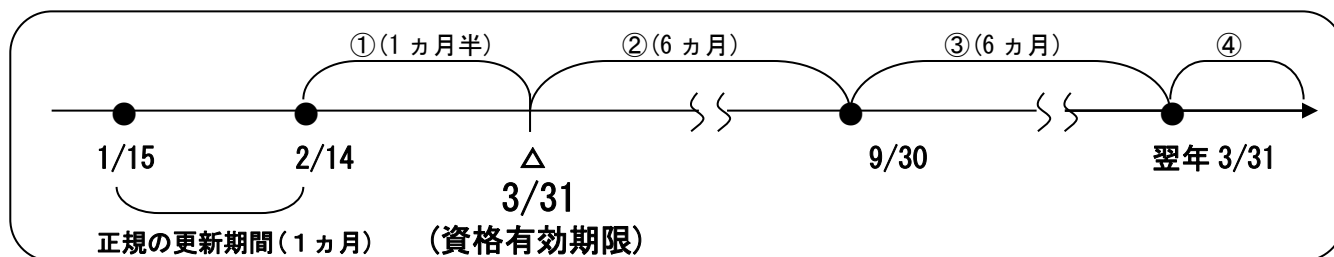 ①(1ヵ月半) ②(6ヵ月) ③(6ヵ月) ④
1/15 2/14 △ 9/30 翌年 3/31
3/31
正規の更新期間(1ヵ月) (資格有効期限)